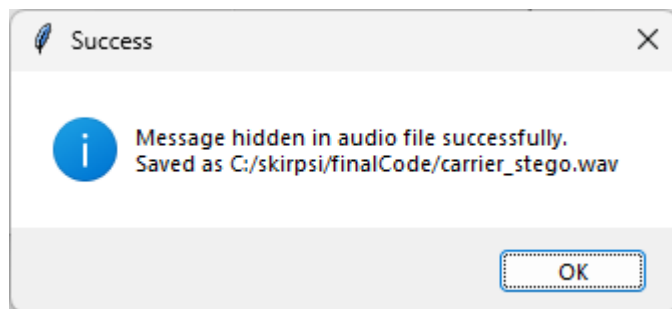 Success
Message hidden in audio file successfully.
Saved as C:/skirpsi/finalCode/carrier_stego.wav
OK